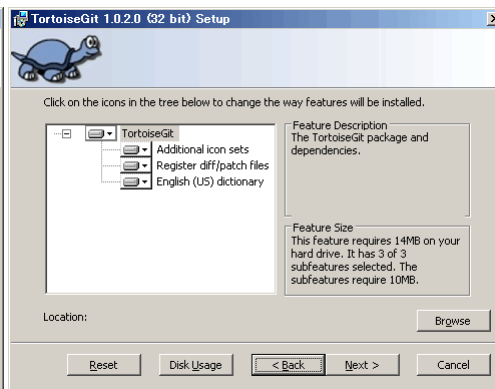 TortoiseGit 1.0.2.0 (32 bit) Setup
Click on the icons in the tree below to change the way features will be installed.
TortoiseGit
Additional icon sets
Register diff/patch files
English (US) dictionary
Feature Description
The TortoiseGit package and
dependencies.
Feature Size
This feature requires 14MB on your
hard drive. It has 3 of 3
subfeatures selected. The
subfeatures require 10MB.
Location:
Browse
Reset
Disk Usage
< Back
Next >
Cancel